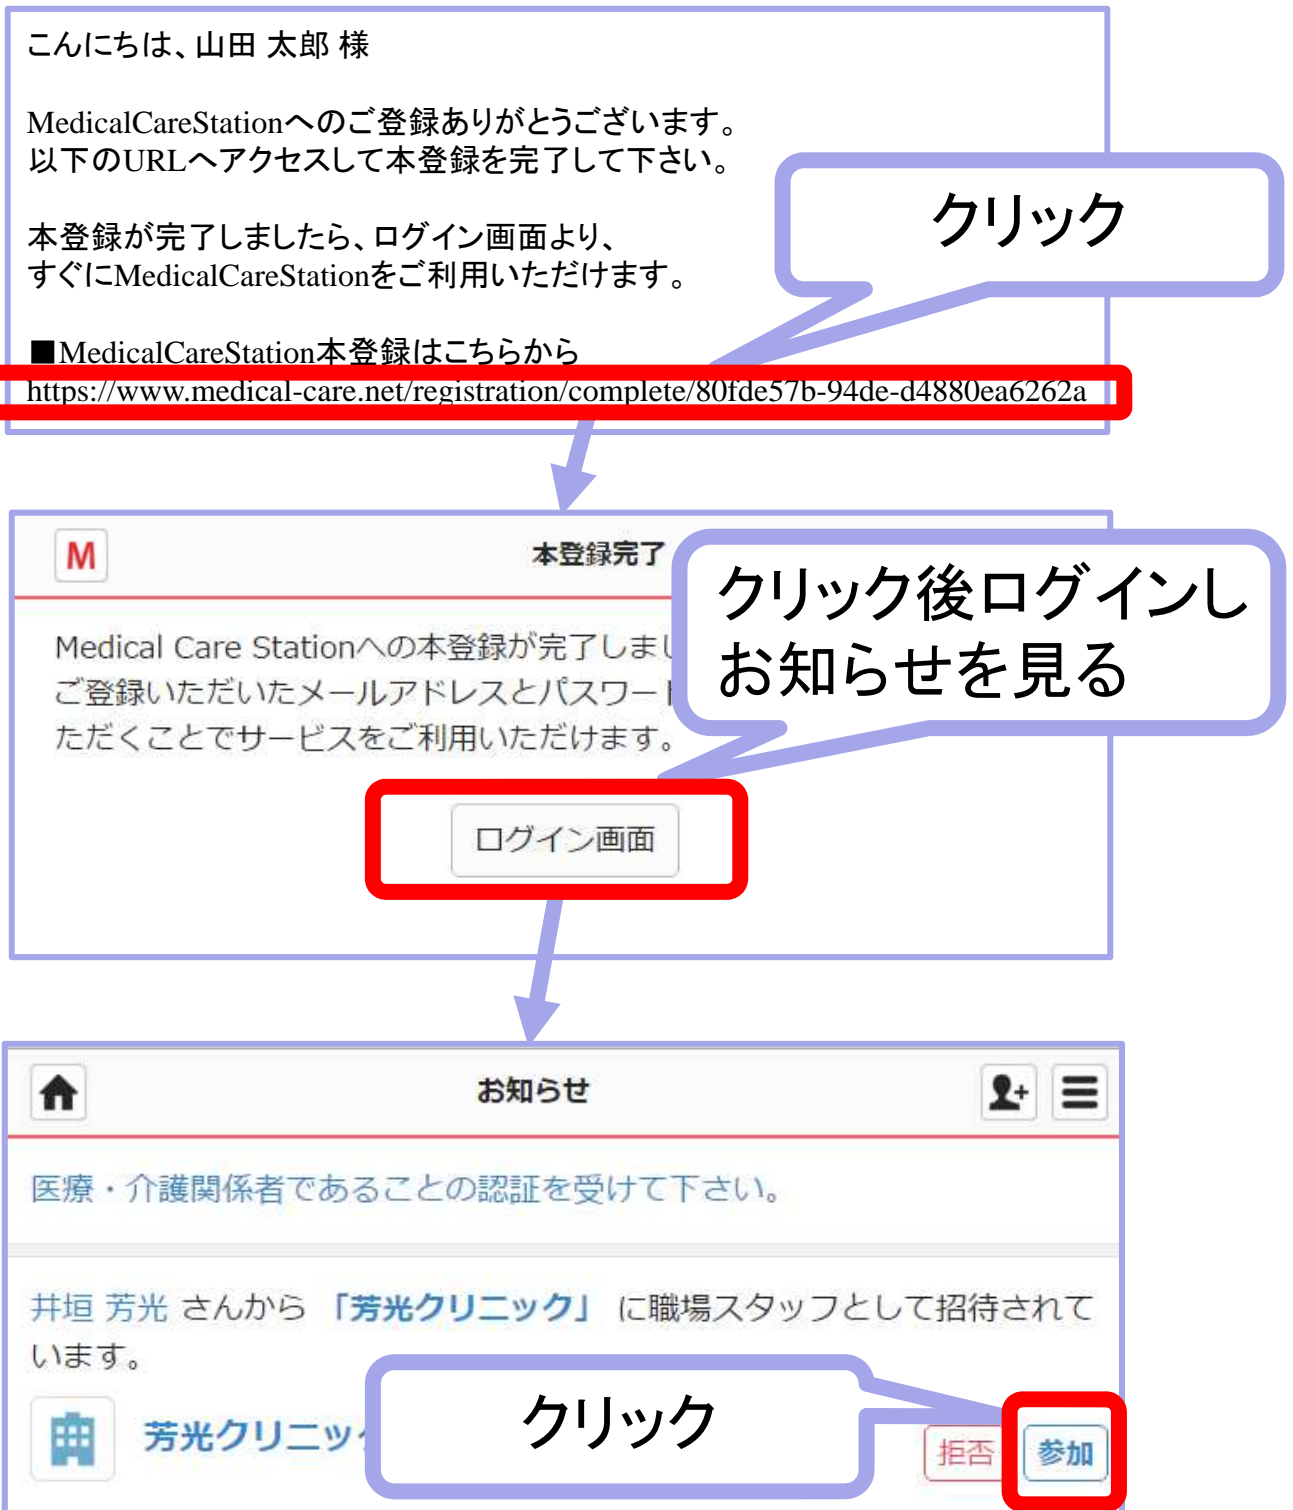 こんにちは、山田 太郎 様
MedicalCareStationへのご登録ありがとうございます。
以下のURLへアクセスして本登録を完了して下さい。
クリック
本登録が完了しましたら、ログイン画面より、
すぐにMedicalCareStationをご利用いただけます。
■MedicalCareStation本登録はこちらから
https://www.medical-care.net/registration/complete/80fde57b-94de-d4880ea6262a
M
本登録完了
クリック後ログインし
お知らせを見る
Medical Care Stationへの本登録が完了しまし
ご登録いただいたメールアドレスとパスワード
ただくことでサービスをご利用いただけます。
ログイン画面
お知らせ
医療・介護関係者であることの認証を受けて下さい。
井垣 芳光 さんから 「芳光クリニック」 に職場スタッフとして招待されて
います。
クリック
芳光クリニック
拒否
参加